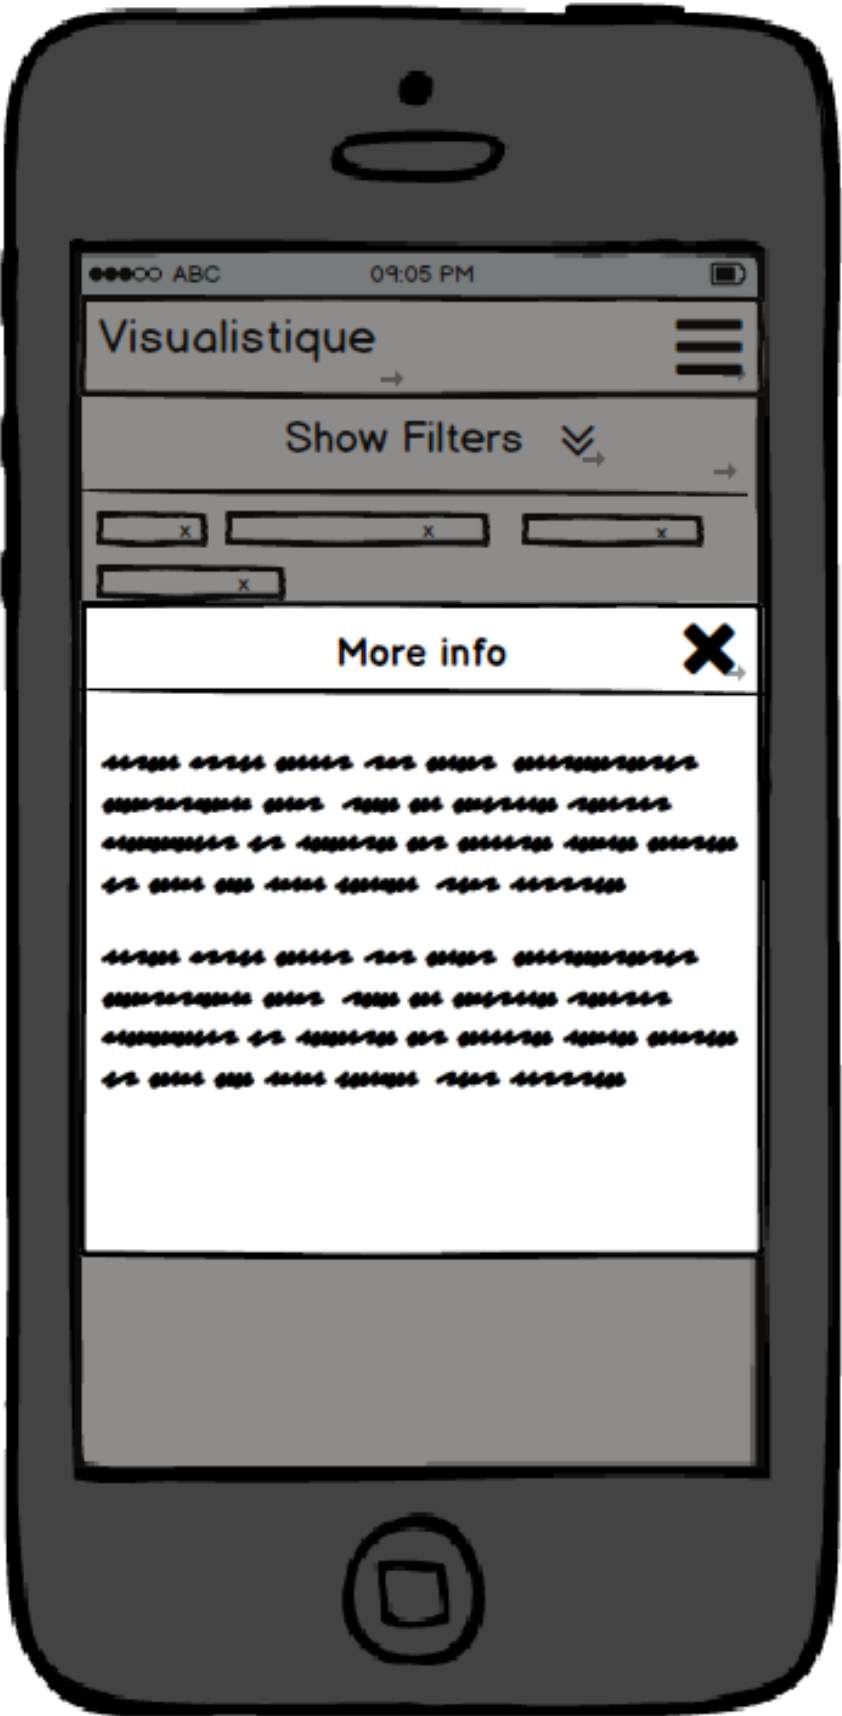 ABC 09:05 PM
Visualistique
Show Filters
x x x
x
More info